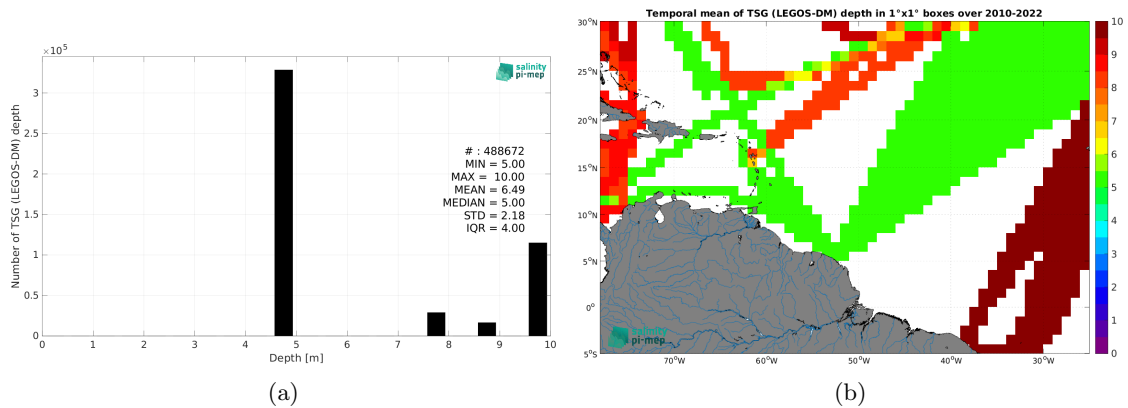 ×10⁵
3
2.5
2
1.5
1
0.5
0
Number of TSG (LEGOS-DM) depth
salinity
pi-mep
# : 488672
MIN = 5.00
MAX = 10.00
MEAN = 6.49
MEDIAN = 5.00
STD = 2.18
IQR = 4.00
0 1 2 3 4 5 6 7 8 9 10
Depth [m]
(a)
Temporal mean of TSG (LEGOS-DM) depth in 1°x1° boxes over 2010-2022
30°N
25°N
20°N
15°N
10°N
5°N
0°
5°S
salinity
pi-mep
70°W 60°W 50°W 40°W 30°W
10
9
8
7
6
5
4
3
2
1
0
(b)